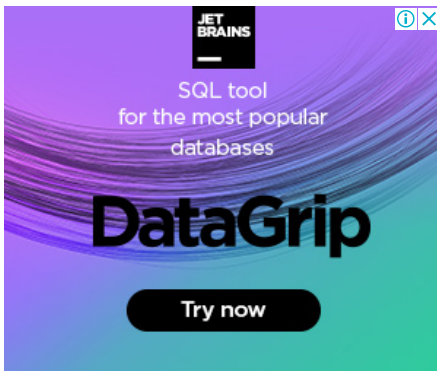 JET
BRAINS
SQL tool
for the most popular
databases
DataGrip
Try now